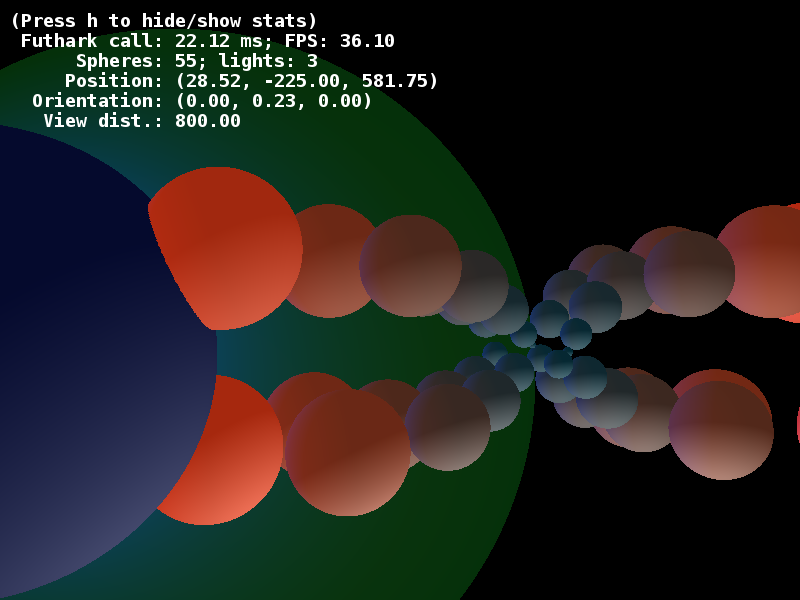 (Press h to hide/show stats)
Futhark call: 22.12 ms; FPS: 36.10
Spheres: 55; lights: 3
Position: (28.52, -225.00, 581.75)
Orientation: (0.00, 0.23, 0.00)
View dist.: 800.00